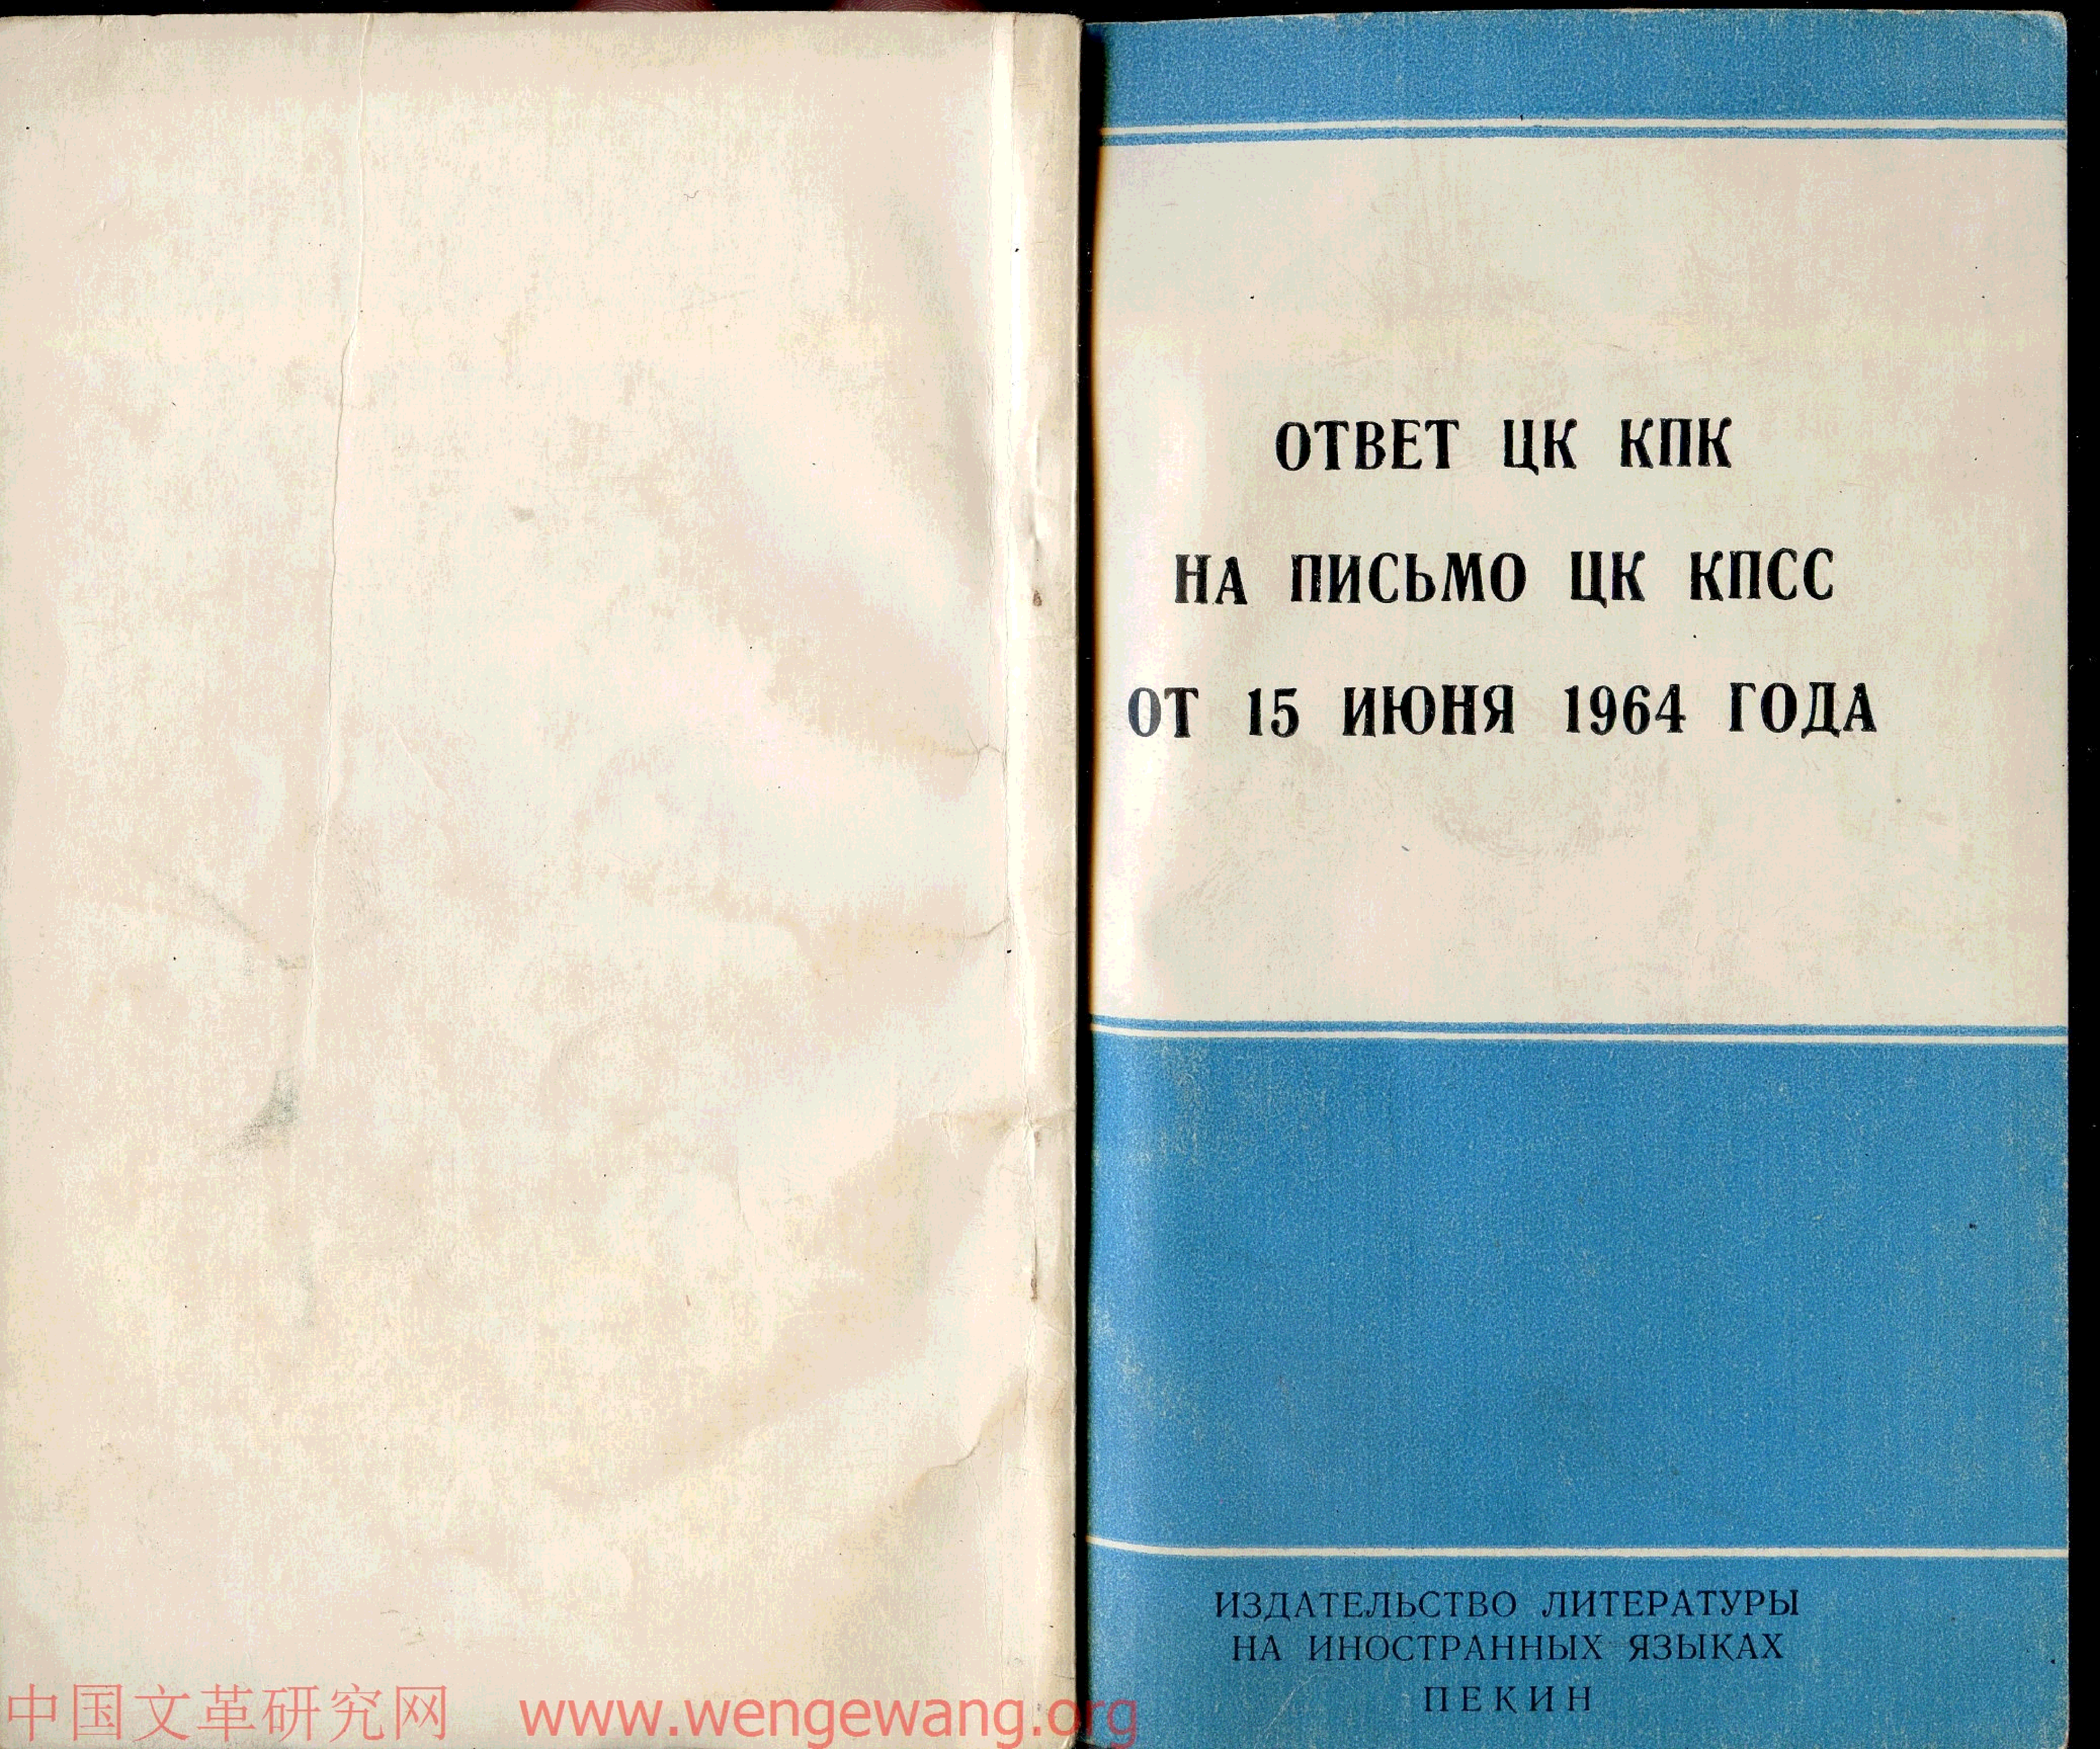 ОТВЕТ ЦК КПК
НА ПИСЬМО ЦК КПСС
ОТ 15 ИЮНЯ 1964 ГОДА
ИЗДАТЕЛЬСТВО ЛИТЕРАТУРЫ
НА ИНОСТРАННЫХ ЯЗЫКАХ
ПЕКИН
中国文革研究网 www.wengewang.org